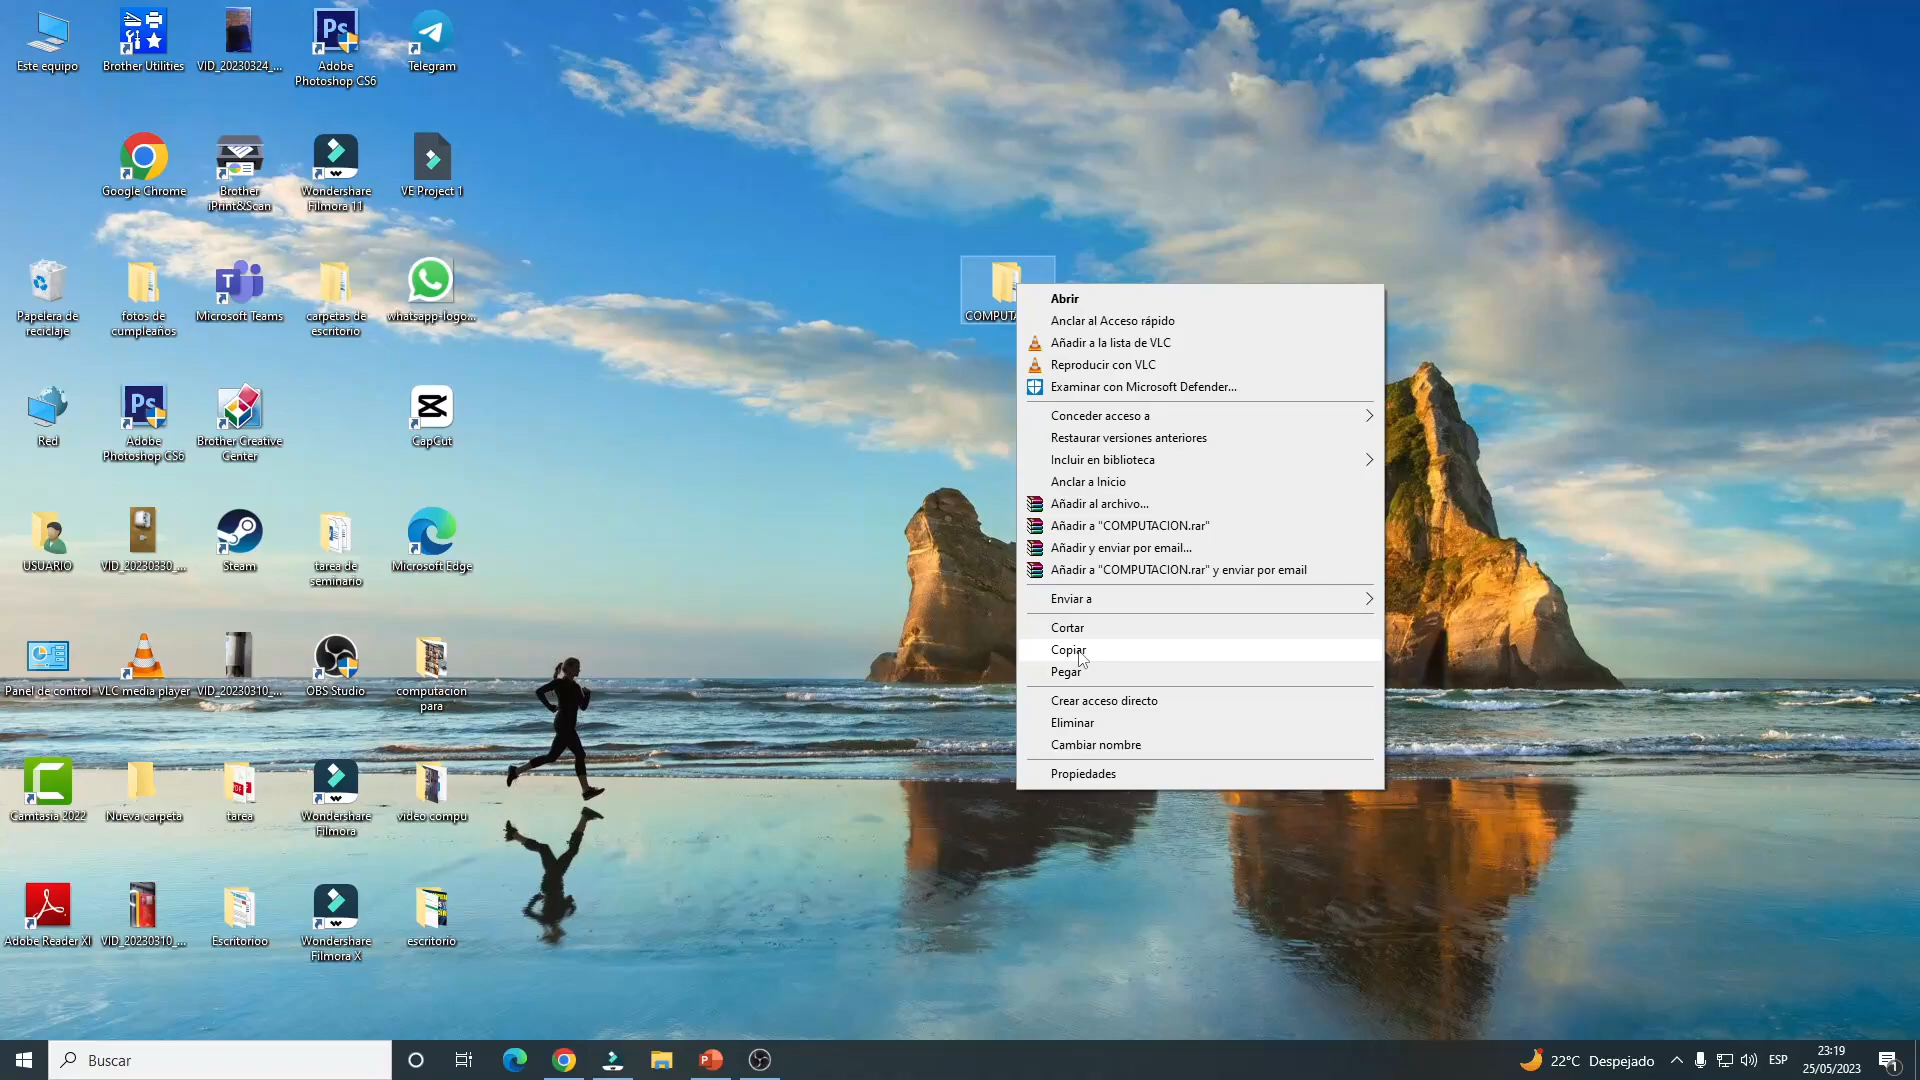 Este equipo
Brother Utilities
VID_20230324_...
Adobe
Photoshop CS6
Telegram
Google Chrome
Brother
iPrint&Scan
Wondershare
Filmora 11
VE Project 1
Papelera de
reciclaje
fotos de
cumpleaños
Microsoft Teams
carpetas de
escritorio
whatsapp-logo...
Red
Adobe
Photoshop CS6
Brother Creative
Center
CapCut
USUARIO
VID_20230330_...
Steam
tarea de
seminario
Microsoft Edge
Panel de control
VLC media player
VID_20230310_...
OBS Studio
computacion
para
Camtasia 2022
Nueva carpeta
tarea
Wondershare
Filmora
video compu
Adobe Reader XI
VID_20230310_...
Escritorioo
Wondershare
Filmora X
escritorio
Abrir
Anclar al Acceso rápido
Añadir a la lista de VLC
Reproducir con VLC
Examinar con Microsoft Defender...
Conceder acceso a
Restaurar versiones anteriores
Incluir en biblioteca
Anclar a Inicio
Añadir al archivo...
Añadir a "COMPUTACION.rar"
Añadir y enviar por email...
Añadir a "COMPUTACION.rar" y enviar por email
Enviar a
Cortar
Copiar
Pegar
Crear acceso directo
Eliminar
Cambiar nombre
Propiedades
Buscar
22°C Despejado
ESP
23:19
25/05/2023
1